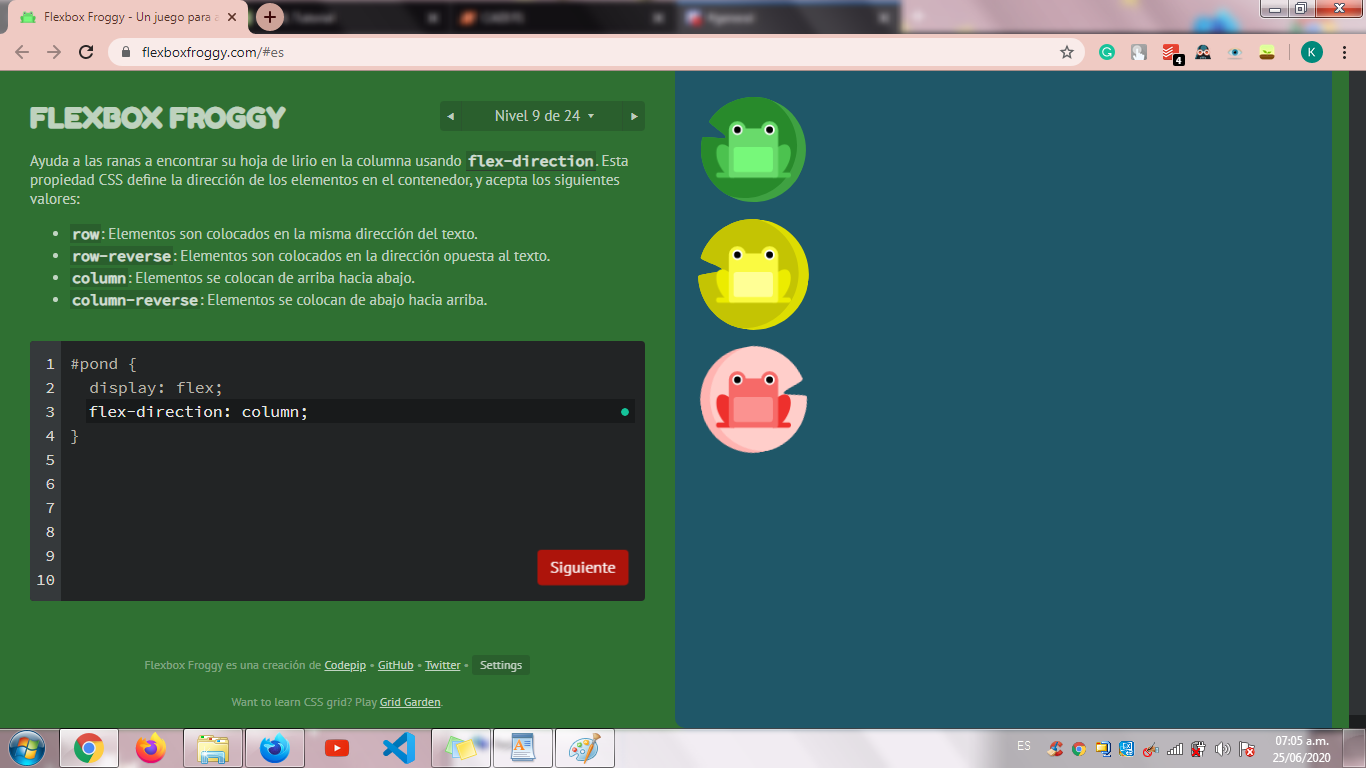 Flexbox Froggy - Un juego para a
Tutorial
flexboxfroggy.com/#es
4
K
FLEXBOX FROGGY
◂ Nivel 9 de 24 ▾ ▸
Ayuda a las ranas a encontrar su hoja de lirio en la columna usando flex-direction. Esta
propiedad CSS define la dirección de los elementos en el contenedor, y acepta los siguientes
valores:
• row: Elementos son colocados en la misma dirección del texto.
• row-reverse: Elementos son colocados en la dirección opuesta al texto.
• column: Elementos se colocan de arriba hacia abajo.
• column-reverse: Elementos se colocan de abajo hacia arriba.
1 #pond {
2 display: flex;
3 flex-direction: column;
4 }
5
6
7
8
9
10
Siguiente
Flexbox Froggy es una creación de Codepip • GitHub • Twitter • Settings
Want to learn CSS grid? Play Grid Garden.
ES
07:05 a.m.
25/06/2020